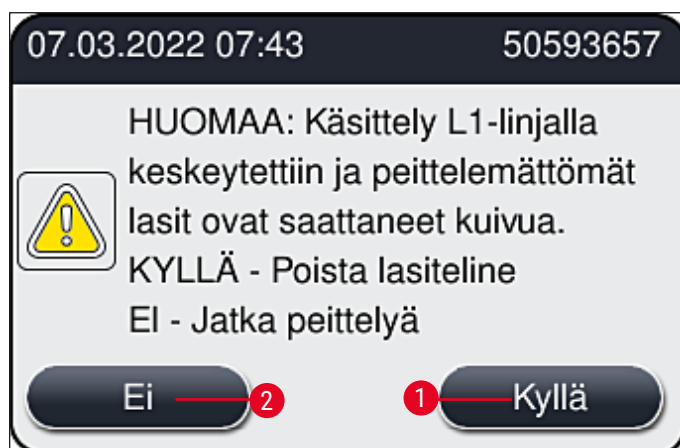 07.03.2022 07:43 50593657
HUOMAA: Käsittely L1-linjalla
keskeytettiin ja peittelemättömät
lasit ovat saattaneet kuivua.
KYLLÄ - Poista lasiteline
EI - Jatka peittelyä
Ei 2 1 Kyllä